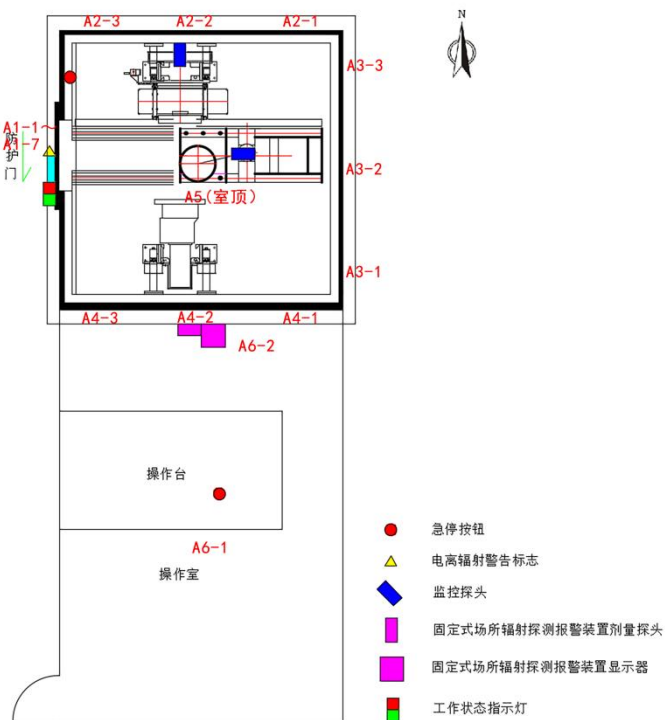 N
A2-3 A2-2 A2-1
A3-3
A1-1~
A1-7
防护门
A3-2
A5(室顶)
A3-1
A4-3 A4-2 A4-1
A6-2
操作台
A6-1
操作室
急停按钮
电离辐射警告标志
监控探头
固定式场所辐射探测报警装置剂量探头
固定式场所辐射探测报警装置显示器
工作状态指示灯